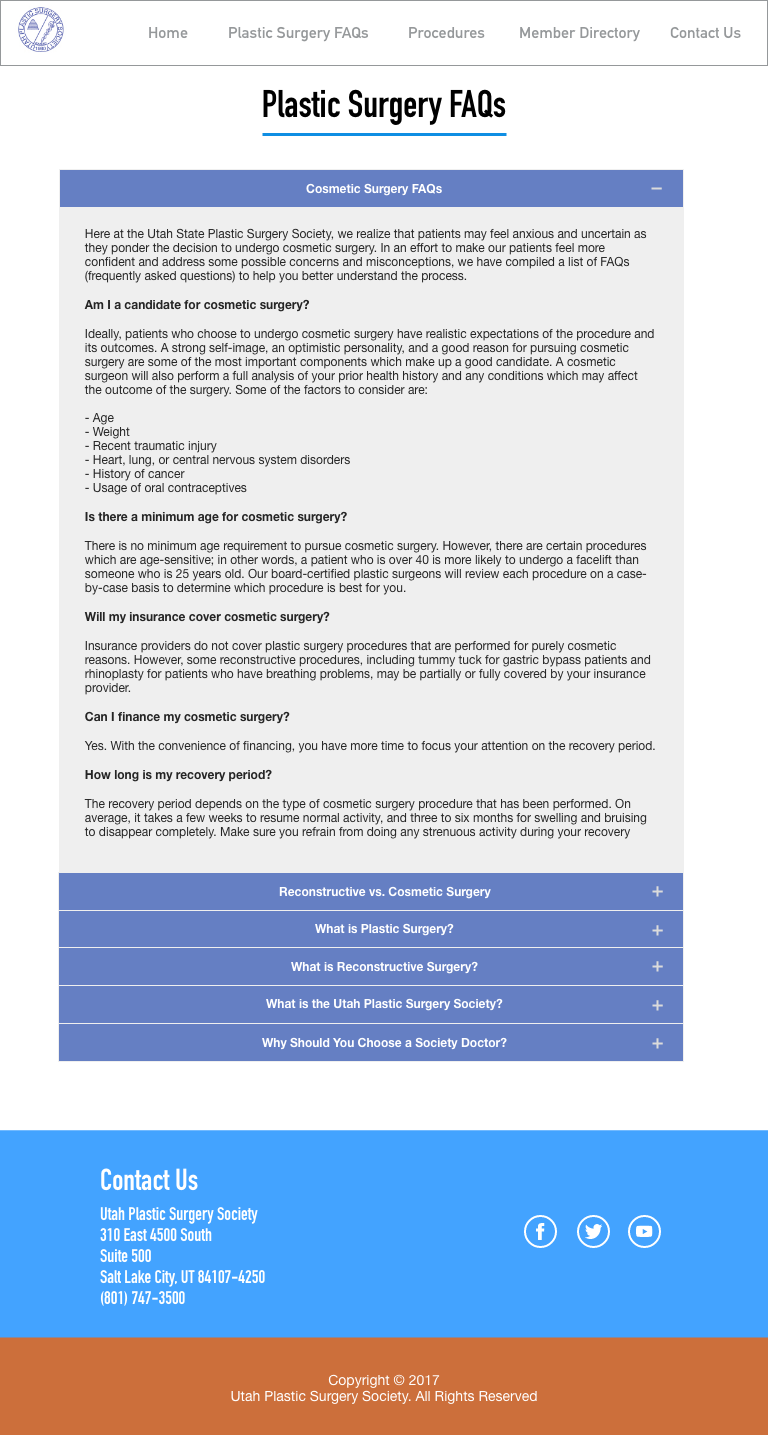 UTAH PLASTIC SURGERY SOCIETY
Home
Plastic Surgery FAQs
Procedures
Member Directory
Contact Us
Plastic Surgery FAQs
Cosmetic Surgery FAQs
Here at the Utah State Plastic Surgery Society, we realize that patients may feel anxious and uncertain as
they ponder the decision to undergo cosmetic surgery. In an effort to make our patients feel more
confident and address some possible concerns and misconceptions, we have compiled a list of FAQs
(frequently asked questions) to help you better understand the process.
Am I a candidate for cosmetic surgery?
Ideally, patients who choose to undergo cosmetic surgery have realistic expectations of the procedure and
its outcomes. A strong self-image, an optimistic personality, and a good reason for pursuing cosmetic
surgery are some of the most important components which make up a good candidate. A cosmetic
surgeon will also perform a full analysis of your prior health history and any conditions which may affect
the outcome of the surgery. Some of the factors to consider are:
- Age
- Weight
- Recent traumatic injury
- Heart, lung, or central nervous system disorders
- History of cancer
- Usage of oral contraceptives
Is there a minimum age for cosmetic surgery?
There is no minimum age requirement to pursue cosmetic surgery. However, there are certain procedures
which are age-sensitive; in other words, a patient who is over 40 is more likely to undergo a facelift than
someone who is 25 years old. Our board-certified plastic surgeons will review each procedure on a case-
by-case basis to determine which procedure is best for you.
Will my insurance cover cosmetic surgery?
Insurance providers do not cover plastic surgery procedures that are performed for purely cosmetic
reasons. However, some reconstructive procedures, including tummy tuck for gastric bypass patients and
rhinoplasty for patients who have breathing problems, may be partially or fully covered by your insurance
provider.
Can I finance my cosmetic surgery?
Yes. With the convenience of financing, you have more time to focus your attention on the recovery period.
How long is my recovery period?
The recovery period depends on the type of cosmetic surgery procedure that has been performed. On
average, it takes a few weeks to resume normal activity, and three to six months for swelling and bruising
to disappear completely. Make sure you refrain from doing any strenuous activity during your recovery
Reconstructive vs. Cosmetic Surgery
What is Plastic Surgery?
What is Reconstructive Surgery?
What is the Utah Plastic Surgery Society?
Why Should You Choose a Society Doctor?
Contact Us
Utah Plastic Surgery Society
310 East 4500 South
Suite 500
Salt Lake City, UT 84107-4250
(801) 747-3500
Copyright © 2017
Utah Plastic Surgery Society. All Rights Reserved